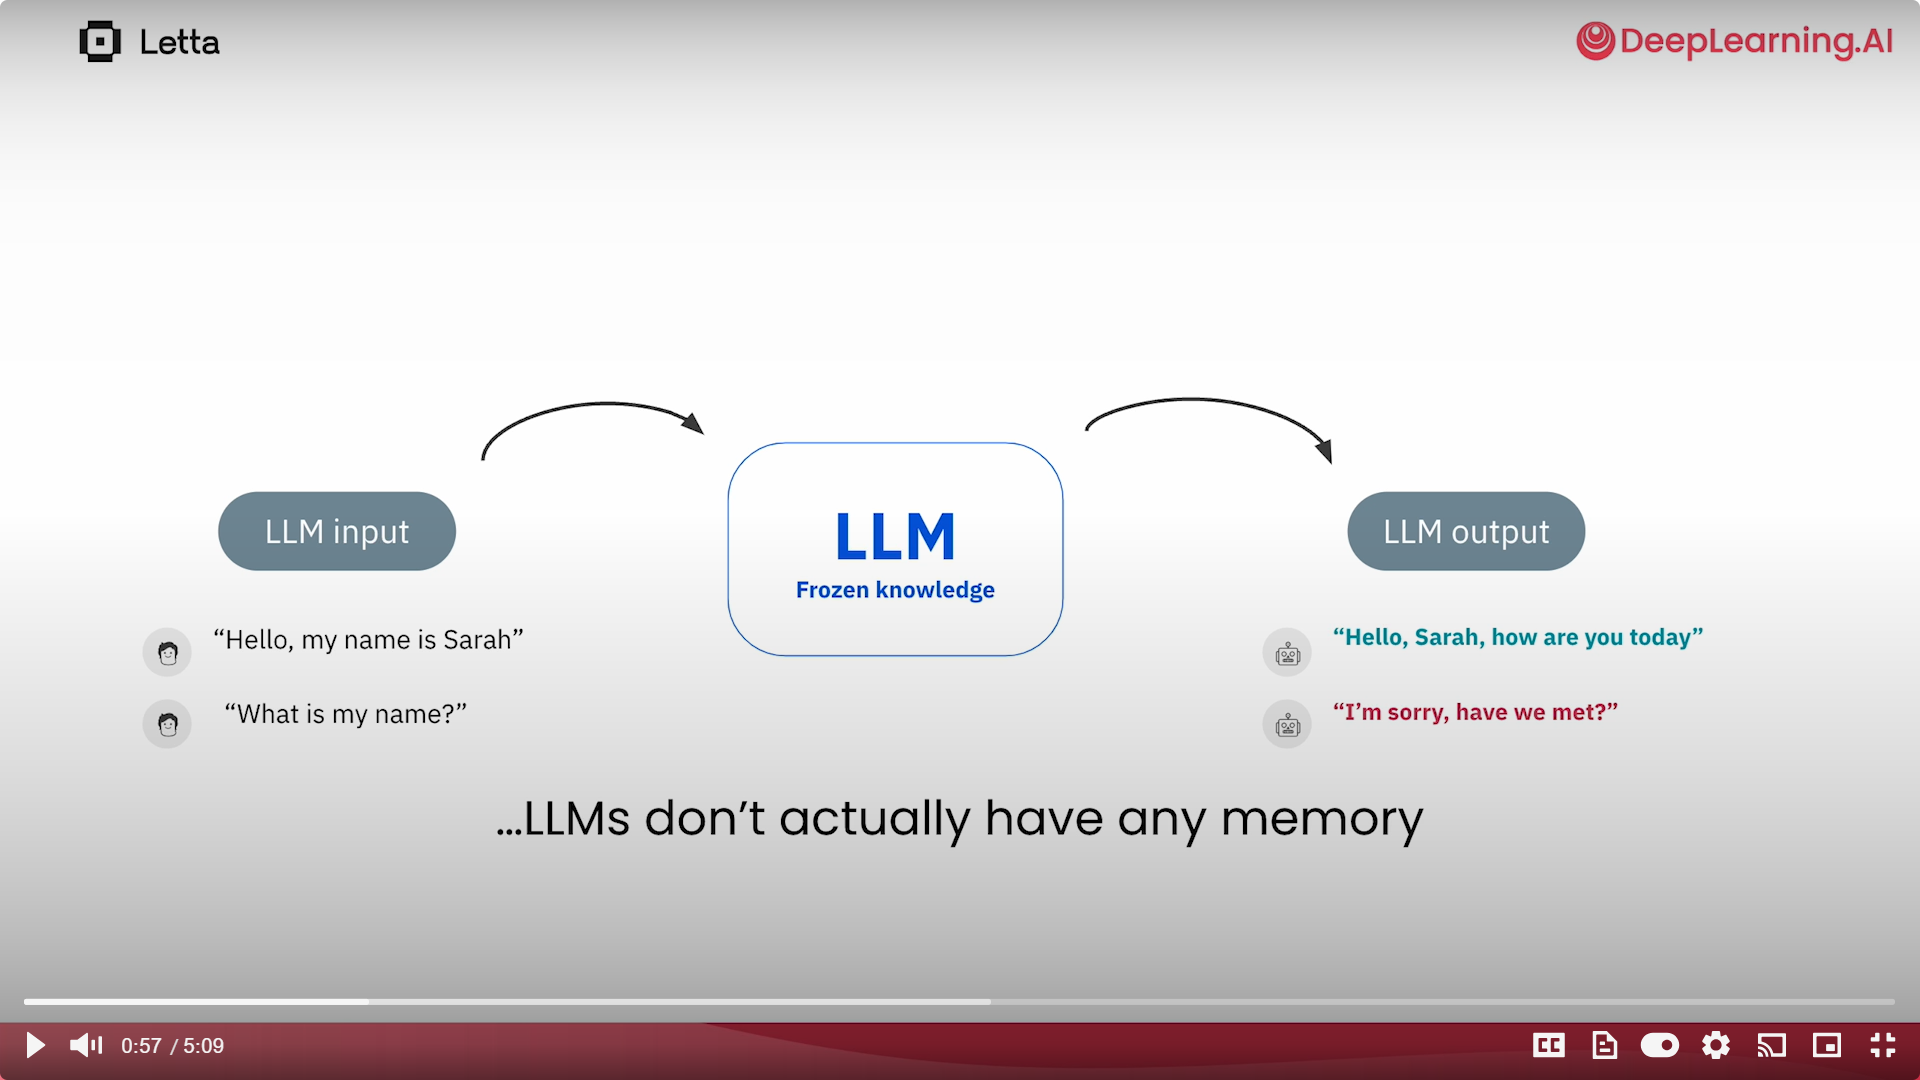 Letta
DeepLearning.AI
LLM input
LLM
Frozen knowledge
LLM output
“Hello, my name is Sarah”
“Hello, Sarah, how are you today”
“What is my name?”
“I’m sorry, have we met?”
...LLMs don’t actually have any memory
0:57 / 5:09
CC